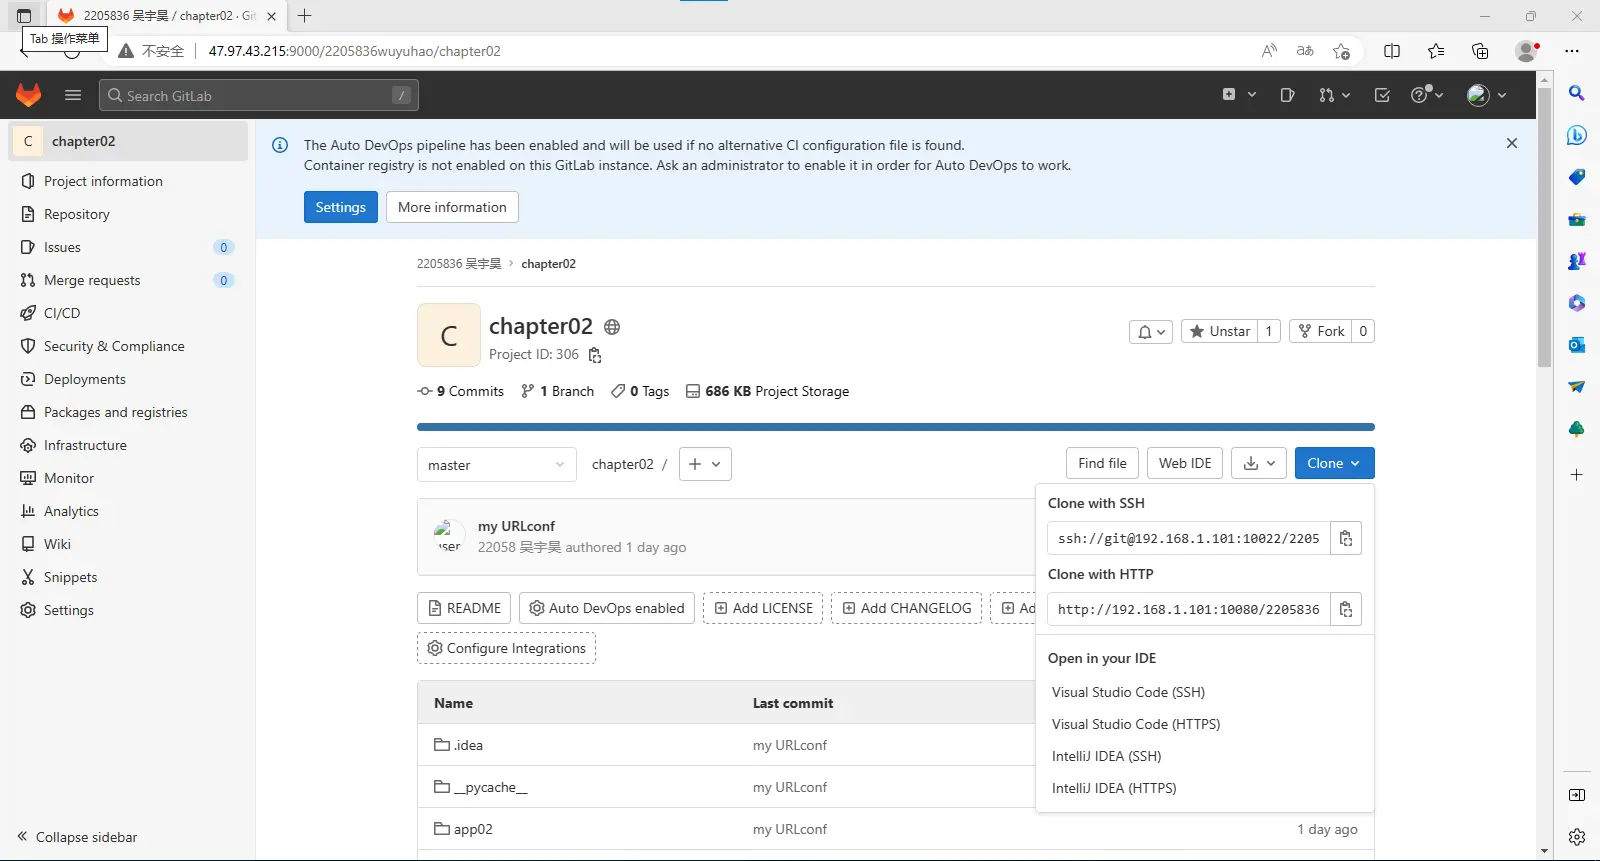 2205836 吴宇昊 / chapter02 · Git
Tab 操作菜单
不安全
47.97.43.215:9000/2205836wuyuhao/chapter02
Search GitLab
/
C
chapter02
Project information
Repository
Issues
0
Merge requests
0
CI/CD
Security & Compliance
Deployments
Packages and registries
Infrastructure
Monitor
Analytics
Wiki
Snippets
Settings
Collapse sidebar
The Auto DevOps pipeline has been enabled and will be used if no alternative CI configuration file is found.
Container registry is not enabled on this GitLab instance. Ask an administrator to enable it in order for Auto DevOps to work.
Settings
More information
2205836 吴宇昊 › chapter02
C
chapter02
Project ID: 306
Unstar
1
Fork
0
9 Commits
1 Branch
0 Tags
686 KB Project Storage
master
chapter02 /
Find file
Web IDE
Clone
my URLconf
user
22058 吴宇昊 authored 1 day ago
README
Auto DevOps enabled
Add LICENSE
Add CHANGELOG
Ad
Configure Integrations
Name
Last commit
.idea
my URLconf
__pycache__
my URLconf
app02
my URLconf
1 day ago
Clone with SSH
ssh://git@192.168.1.101:10022/2205
Clone with HTTP
http://192.168.1.101:10080/2205836
Open in your IDE
Visual Studio Code (SSH)
Visual Studio Code (HTTPS)
IntelliJ IDEA (SSH)
IntelliJ IDEA (HTTPS)